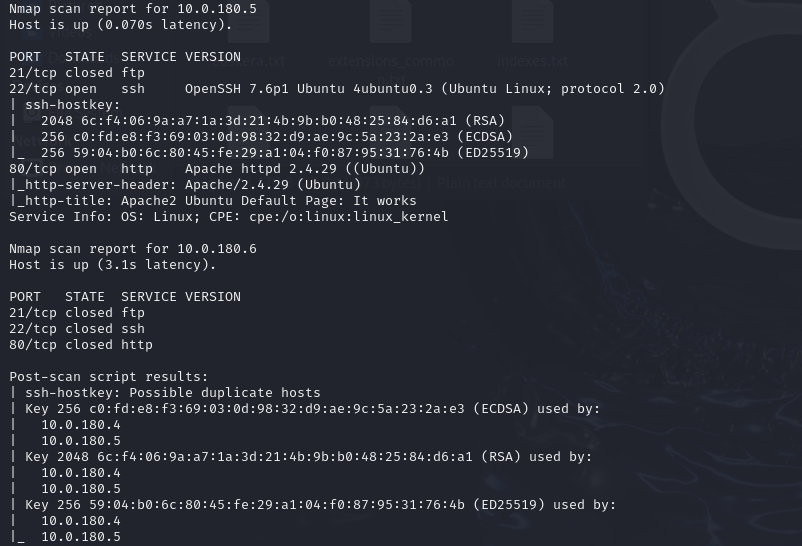 Nmap scan report for 10.0.180.5
Host is up (0.070s latency).
PORT   STATE  SERVICE VERSION
21/tcp closed ftp
22/tcp open   ssh     OpenSSH 7.6p1 Ubuntu 4ubuntu0.3 (Ubuntu Linux; protocol 2.0)
| ssh-hostkey:
|   2048 6c:f4:06:9a:a7:1a:3d:21:4b:9b:b0:48:25:84:d6:a1 (RSA)
|   256 c0:fd:e8:f3:69:03:0d:98:32:d9:ae:9c:5a:23:2a:e3 (ECDSA)
|_  256 59:04:b0:6c:80:45:fe:29:a1:04:f0:87:95:31:76:4b (ED25519)
80/tcp open   http    Apache httpd 2.4.29 ((Ubuntu))
|_http-server-header: Apache/2.4.29 (Ubuntu)
|_http-title: Apache2 Ubuntu Default Page: It works
Service Info: OS: Linux; CPE: cpe:/o:linux:linux_kernel
Nmap scan report for 10.0.180.6
Host is up (3.1s latency).
PORT   STATE  SERVICE VERSION
21/tcp closed ftp
22/tcp closed ssh
80/tcp closed http
Post-scan script results:
| ssh-hostkey: Possible duplicate hosts
| Key 256 c0:fd:e8:f3:69:03:0d:98:32:d9:ae:9c:5a:23:2a:e3 (ECDSA) used by:
|   10.0.180.4
|   10.0.180.5
| Key 2048 6c:f4:06:9a:a7:1a:3d:21:4b:9b:b0:48:25:84:d6:a1 (RSA) used by:
|   10.0.180.4
|   10.0.180.5
| Key 256 59:04:b0:6c:80:45:fe:29:a1:04:f0:87:95:31:76:4b (ED25519) used by:
|   10.0.180.4
|_  10.0.180.5
extensions_commo
indexes.txt